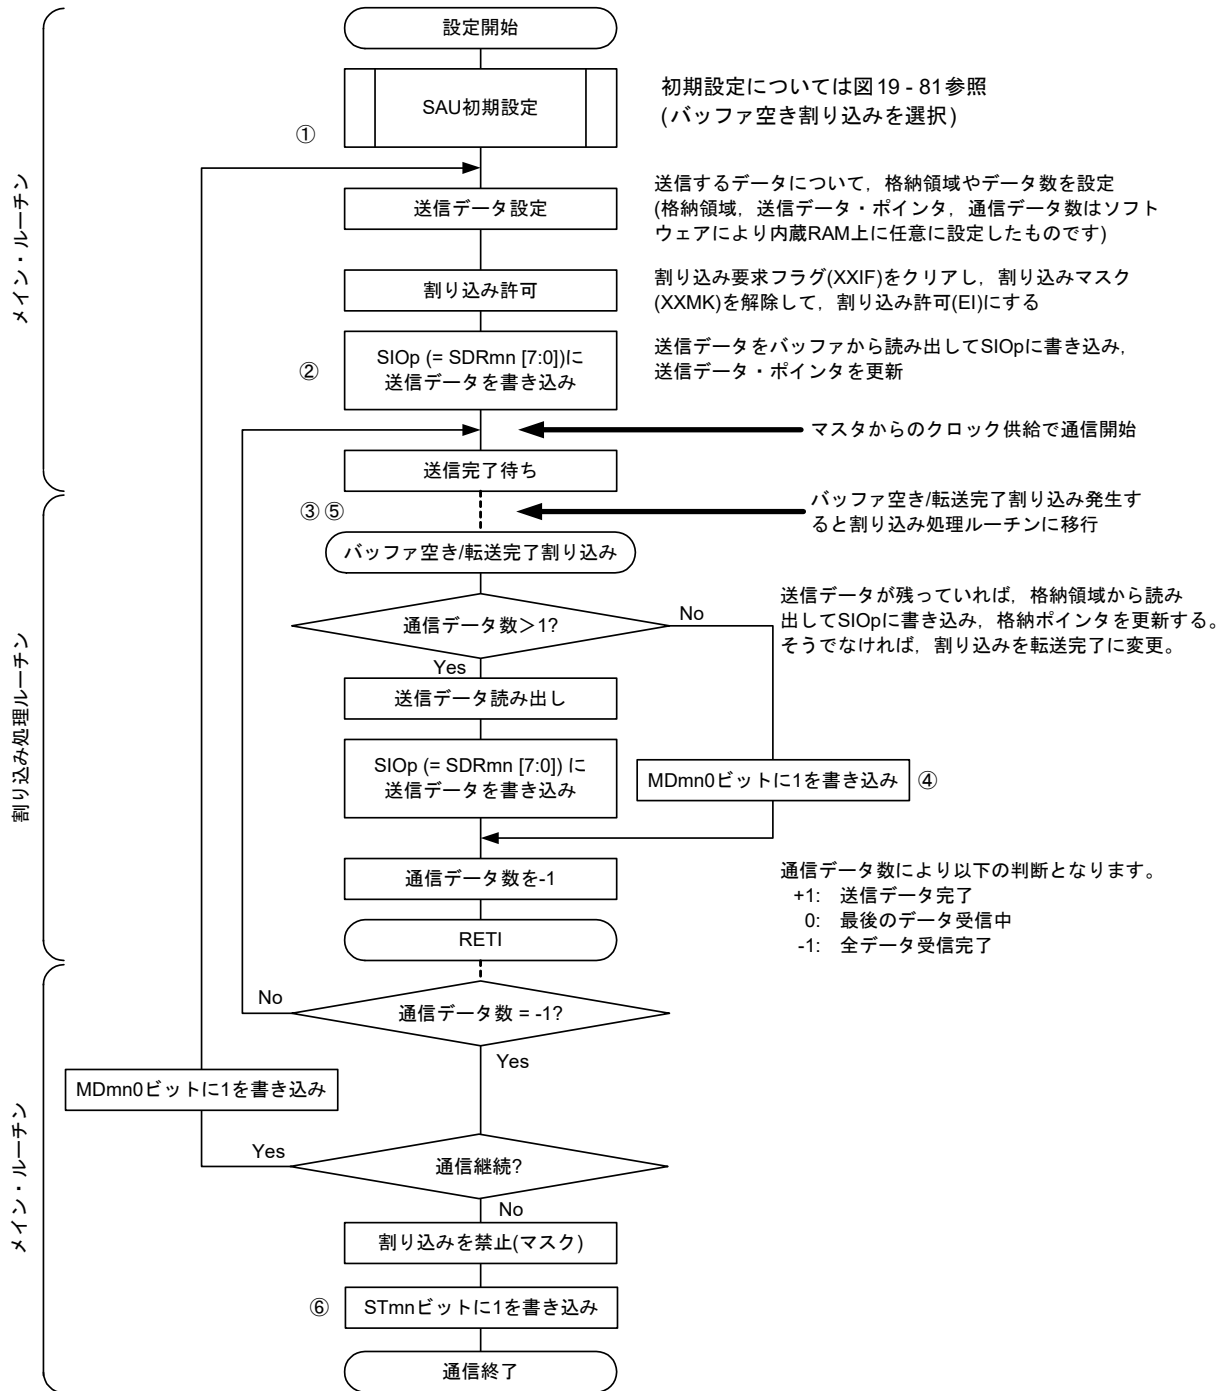 設定開始
SAU初期設定
初期設定については図19 - 81参照
(バッファ空き割り込みを選択)
①
メイン・ルーチン
送信データ設定
送信するデータについて，格納領域やデータ数を設定
(格納領域，送信データ・ポインタ，通信データ数はソフト
ウェアにより内蔵RAM上に任意に設定したものです)
割り込み許可
割り込み要求フラグ(XXIF)をクリアし，割り込みマスク
(XXMK)を解除して，割り込み許可(EI)にする
②
SIOp (= SDRmn [7:0])に
送信データを書き込み
送信データをバッファから読み出してSIOpに書き込み，
送信データ・ポインタを更新
マスタからのクロック供給で通信開始
送信完了待ち
③⑤
バッファ空き/転送完了割り込み発生す
ると割り込み処理ルーチンに移行
バッファ空き/転送完了割り込み
割り込み処理ルーチン
通信データ数＞1?
No
Yes
送信データが残っていれば，格納領域から読み
出してSIOpに書き込み，格納ポインタを更新する。
そうでなければ，割り込みを転送完了に変更。
送信データ読み出し
SIOp (= SDRmn [7:0]) に
送信データを書き込み
MDmn0ビットに1を書き込み
④
通信データ数を-1
通信データ数により以下の判断となります。
+1: 送信データ完了
0: 最後のデータ受信中
-1: 全データ受信完了
RETI
No
通信データ数 = -1?
Yes
MDmn0ビットに1を書き込み
メイン・ルーチン
Yes
通信継続?
No
割り込みを禁止(マスク)
⑥
STmnビットに1を書き込み
通信終了